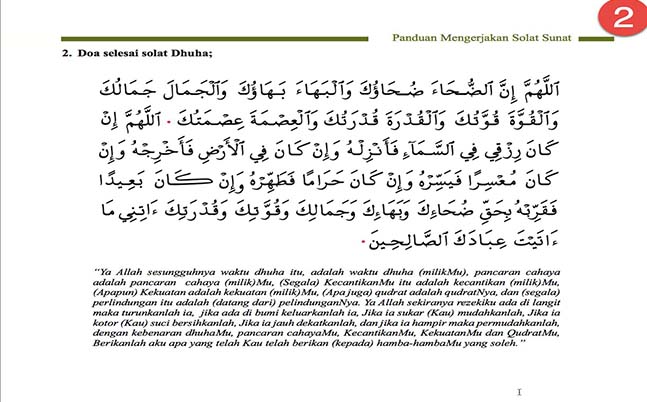 2
Panduan Mengerjakan Solat Sunat
2. Doa selesai solat Dhuha;
اَللَّهُمَّ إِنَّ الضُّحَاءَ ضُحَاؤُكَ وَالْبَهَاءَ بَهَاؤُكَ وَالْجَمَالَ جَمَالُكَ
وَالْقُوَّةَ قُوَّتُكَ وَالْقُدْرَةَ قُدْرَتُكَ وَالْعِصْمَةَ عِصْمَتُكَ . اَللَّهُمَّ إِنْ
كَانَ رِزْقِي فِي السَّمَآءِ فَأَنْزِلْهُ وَإِنْ كَانَ فِي الْأَرْضِ فَأَخْرِجْهُ وَإِنْ
كَانَ مُعْسِرًا فَيَسِّرْهُ وَإِنْ كَانَ حَرَامًا فَطَهِّرْهُ وَإِنْ كَانَ بَعِيدًا
فَقَرِّبْهُ بِحَقِّ ضُحَاءِكَ وَبَهَاءِكَ وَجَمَالِكَ وَقُوَّتِكَ وَقُدْرَتِكَ ءَاتِنِي مَا
ءَاتَيْتَ عِبَادَكَ الصَّالِحِينَ .
"Ya Allah sesungguhnya waktu dhuha itu, adalah waktu dhuha (milikMu), pancaran cahaya
adalah pancaran cahaya (milik)Mu, (Segala) KecantikanMu itu adalah kecantikan (milik)Mu,
(Apapun) Kekuatan adalah kekuatan (milik)Mu, (Apa juga) qudrat adalah qudratNya, dan (segala)
perlindungan itu adalah (datang dari) pelindunganNya. Ya Allah sekiranya rezekiku ada di langit
maka turunkanlah ia, jika ada di bumi keluarkanlah ia, Jika ia sukar (Kau) mudahkanlah, Jika ia
kotor (Kau) suci bersihkanlah, Jika ia jauh dekatkanlah, dan jika ia hampir maka permudahkanlah,
dengan kebenaran dhuhaMu, pancaran cahayaMu, KecantikanMu, KekuatanMu dan QudratMu,
Berikanlah aku apa yang telah Kau telah berikan (kepada) hamba-hambaMu yang soleh."